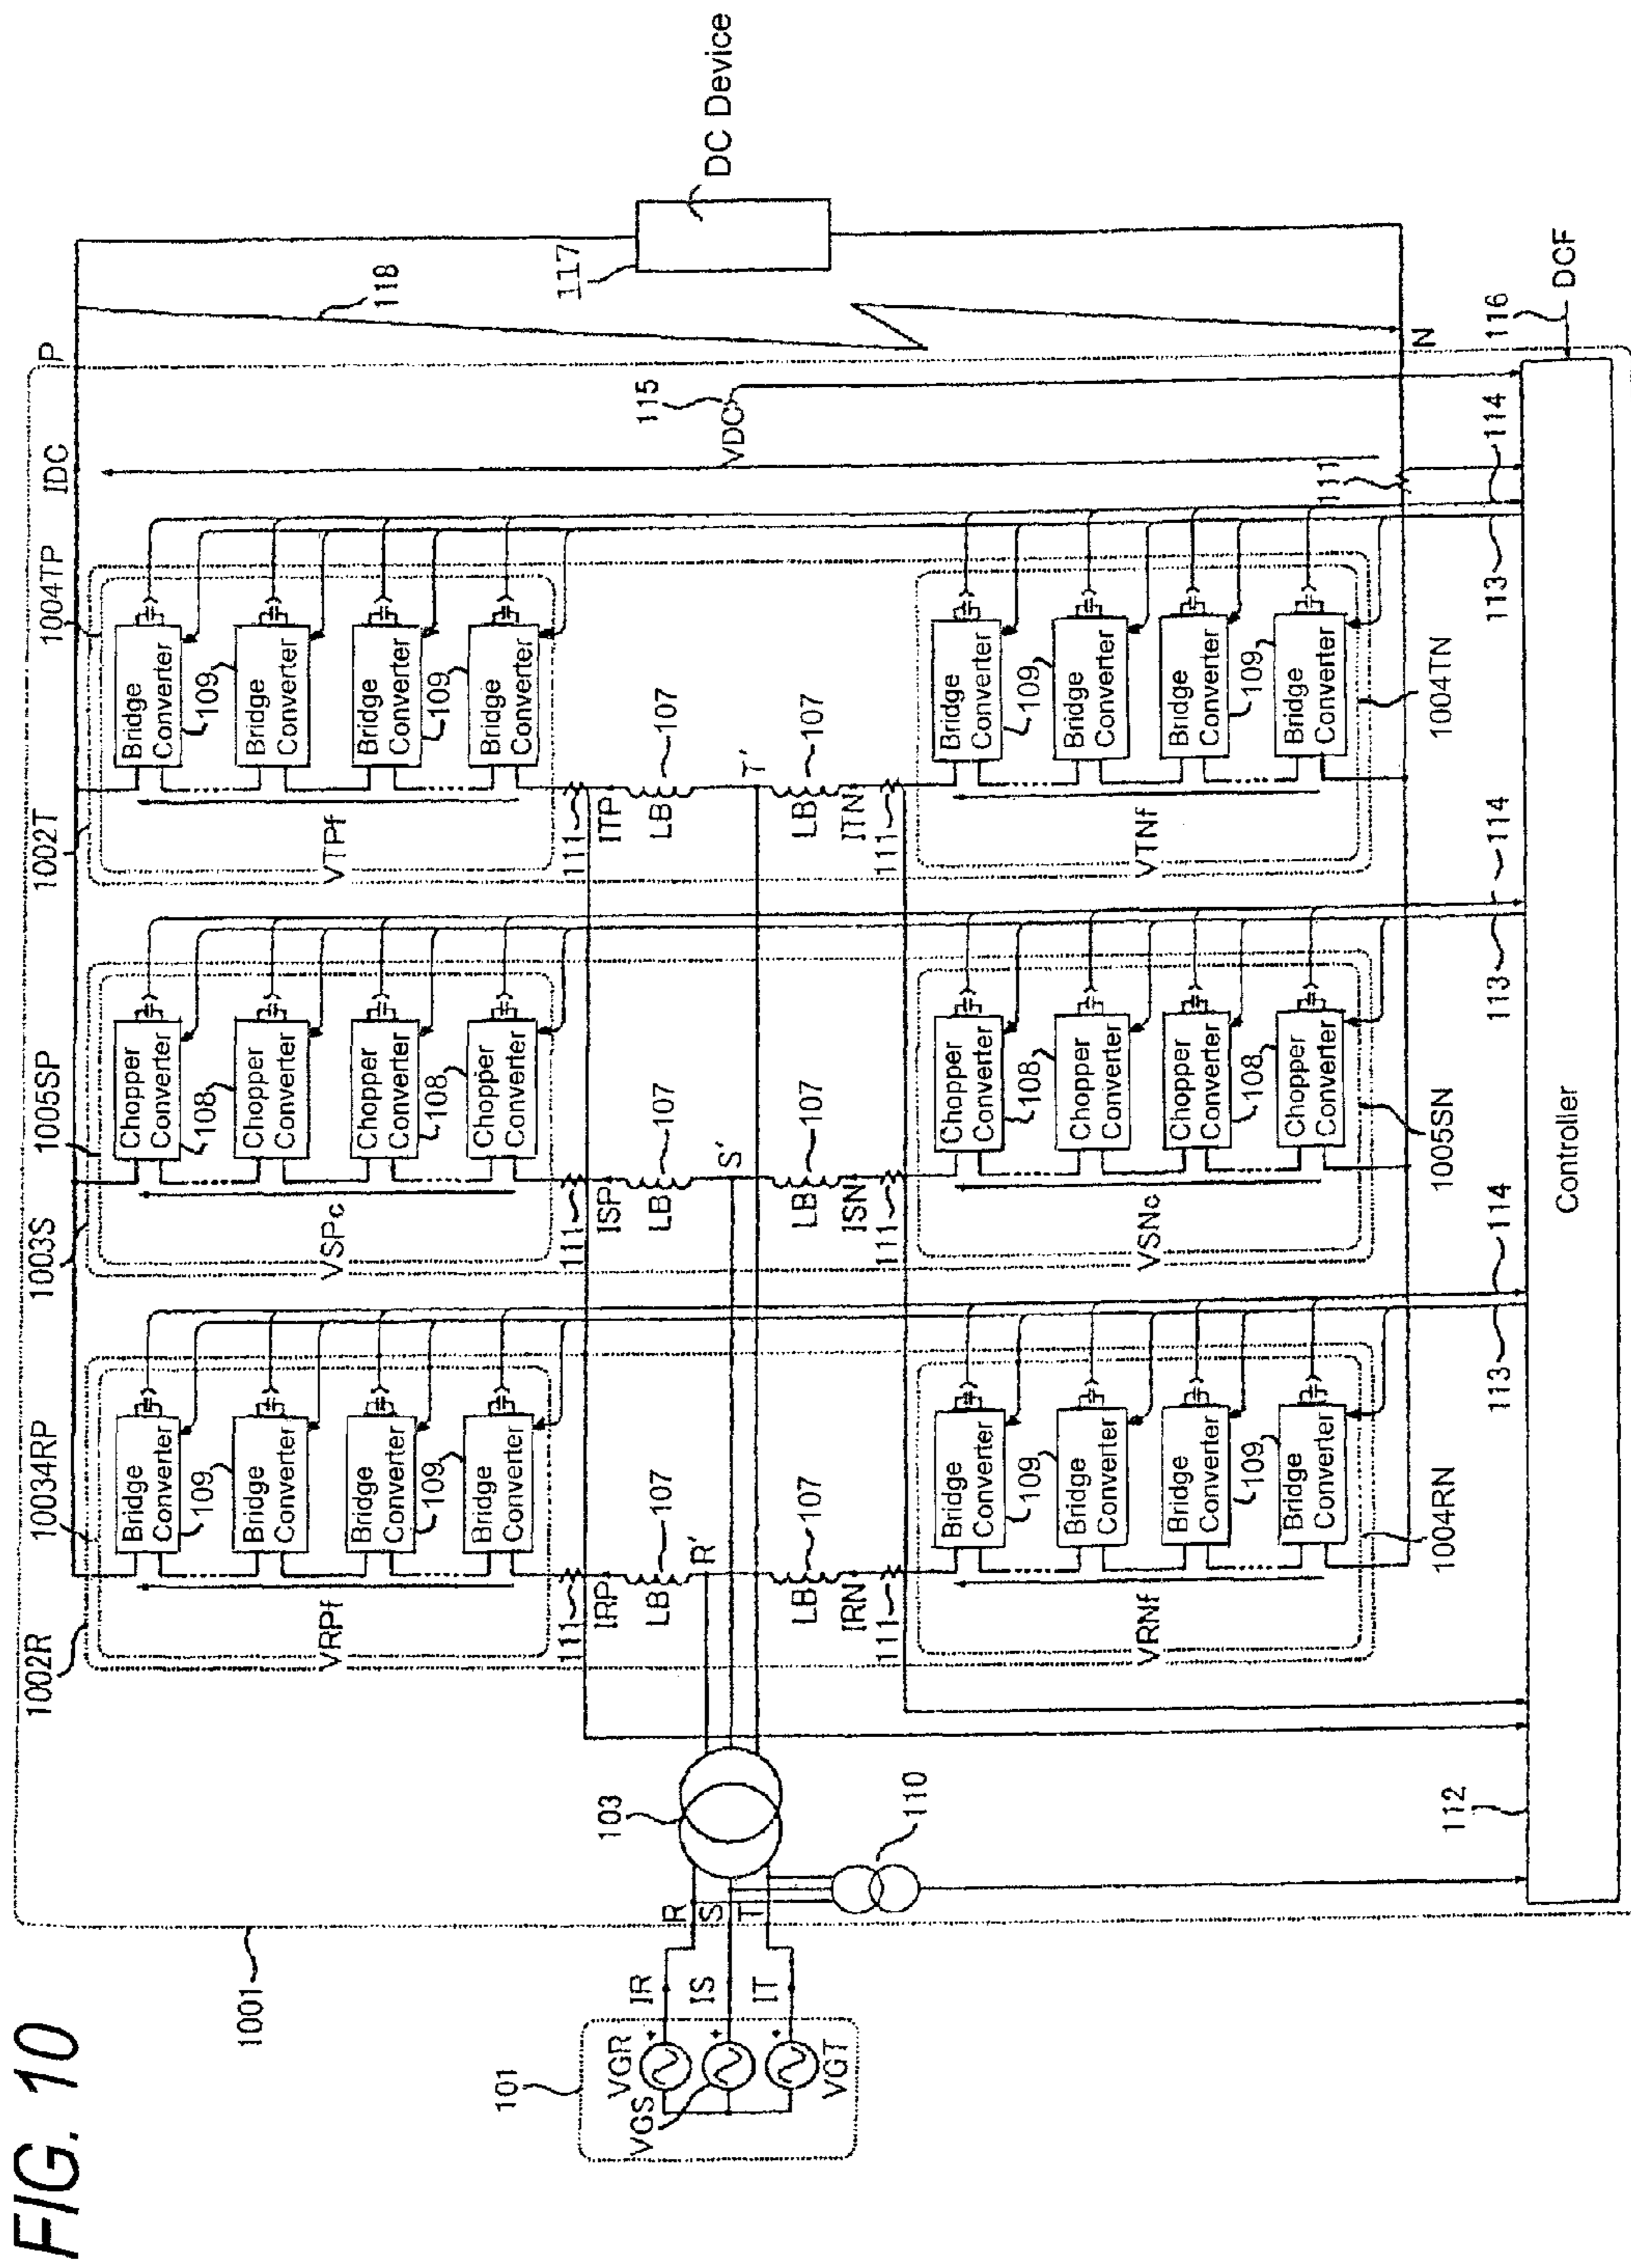 FIG. 10
1001
1002R
10034RP
1003S
1005SP
1002T
1004TP
IDC
P
Bridge Converter
109
Bridge Converter
109
Bridge Converter
109
Bridge Converter
109
VRPf
Chopper Converter
108
Chopper Converter
108
Chopper Converter
108
Chopper Converter
108
VSPc
Bridge Converter
109
Bridge Converter
109
Bridge Converter
109
Bridge Converter
109
VTPf
118
111
IRP
LB
107
111
ISP
LB
107
111
ITP
LB
107
117
DC Device
115
VDC
101
VGR
VGS
VGT
IR
IS
IT
R
S
T
103
110
R'
S'
T'
LB
107
IRN
111
LB
107
ISN
111
LB
107
ITN
111
Bridge Converter
109
Bridge Converter
109
Bridge Converter
109
Bridge Converter
109
VRNf
1004RN
Chopper Converter
108
Chopper Converter
108
Chopper Converter
108
Chopper Converter
108
VSNc
1005SN
Bridge Converter
109
Bridge Converter
109
Bridge Converter
109
Bridge Converter
109
VTNf
1004TN
111
N
112
113
114
113
114
113
114
116
DCF
Controller